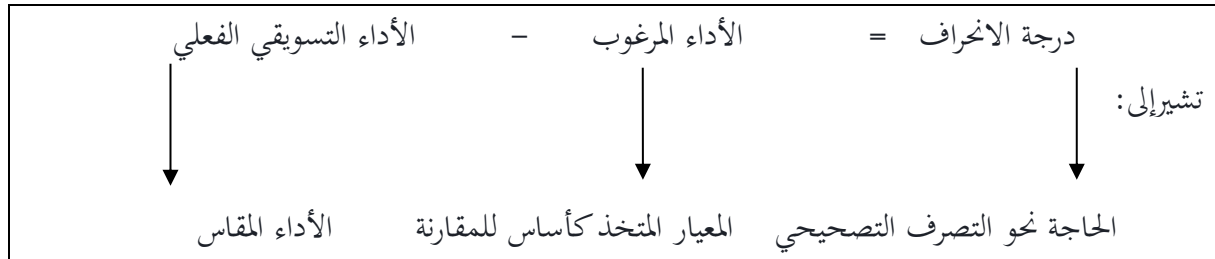 درجة الانحراف = الأداء المرغوب – الأداء التسويقي الفعلي
تشيرإلى:
الحاجة نحو التصرف التصحيحي المعيار المتخذ كأساس للمقارنة الأداء المقاس